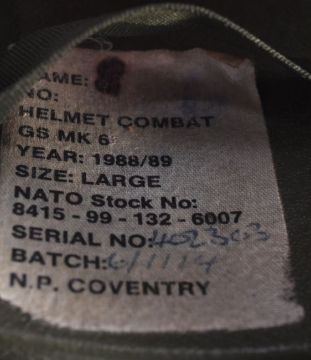 NAME:
NO:
HELMET COMBAT
GS MK 6
YEAR: 1988/89
SIZE: LARGE
NATO Stock No:
8415 - 99 - 132 - 6007
SERIAL NO:
BATCH:
N.P. COVENTRY